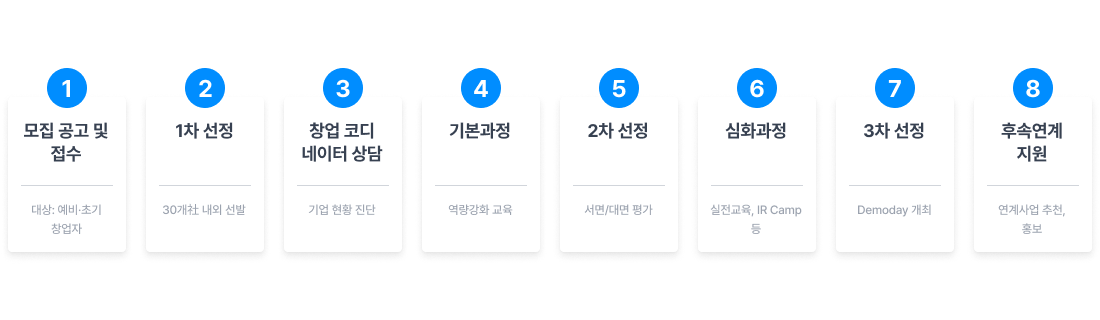 1
모집 공고 및
접수
대상: 예비·초기
창업자
2
1차 선정
30개社 내외 선발
3
창업 코디
네이터 상담
기업 현황 진단
4
기본과정
역량강화 교육
5
2차 선정
서면/대면 평가
6
심화과정
실전교육, IR Camp
등
7
3차 선정
Demoday 개최
8
후속연계
지원
연계사업 추천,
홍보